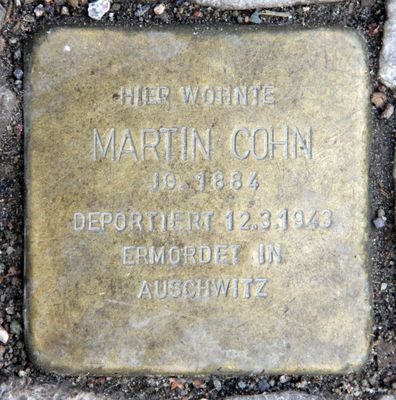 HIER WOHNTE
MARTIN COHN
JG. 1884
DEPORTIERT 12.3.1943
ERMORDET IN
AUSCHWITZ